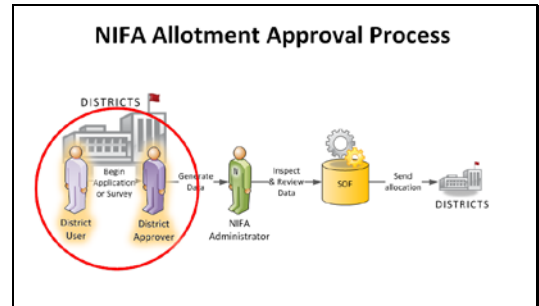 NIFA Allotment Approval Process
DISTRICTS
Begin
Application
or Survey
District
User
District
Approver
Generate
Data
N
NIFA
Administrator
Inspect
& Review
Data
SOF
Send
allocation
DISTRICTS